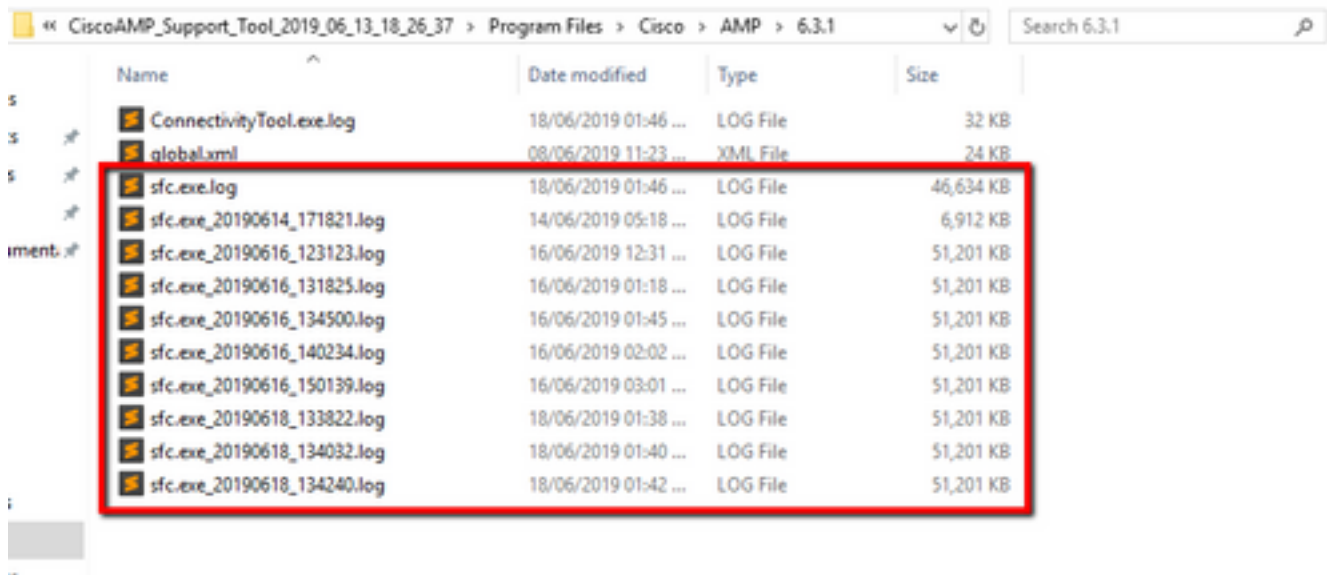 « CiscoAMP_Support_Tool_2019_06_13_18_26_37 > Program Files > Cisco > AMP > 6.3.1 Search 6.3.1
Name Date modified Type Size
ConnectivityTool.exe.log 18/06/2019 01:46 ... LOG File 32 KB
global.xml 08/06/2019 11:23 ... XML File 24 KB
sfc.exe.log 18/06/2019 01:46 ... LOG File 46,634 KB
sfc.exe_20190614_171821.log 14/06/2019 05:18 ... LOG File 6,912 KB
sfc.exe_20190616_123123.log 16/06/2019 12:31 ... LOG File 51,201 KB
sfc.exe_20190616_131825.log 16/06/2019 01:18 ... LOG File 51,201 KB
sfc.exe_20190616_134500.log 16/06/2019 01:45 ... LOG File 51,201 KB
sfc.exe_20190616_140234.log 16/06/2019 02:02 ... LOG File 51,201 KB
sfc.exe_20190616_150139.log 16/06/2019 03:01 ... LOG File 51,201 KB
sfc.exe_20190618_133822.log 18/06/2019 01:38 ... LOG File 51,201 KB
sfc.exe_20190618_134032.log 18/06/2019 01:40 ... LOG File 51,201 KB
sfc.exe_20190618_134240.log 18/06/2019 01:42 ... LOG File 51,201 KB